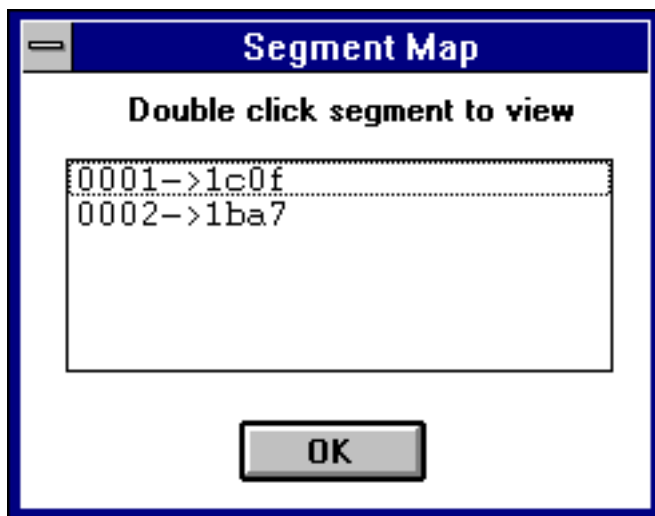 Segment Map
Double click segment to view
0001->1c0f
0002->1ba7
OK